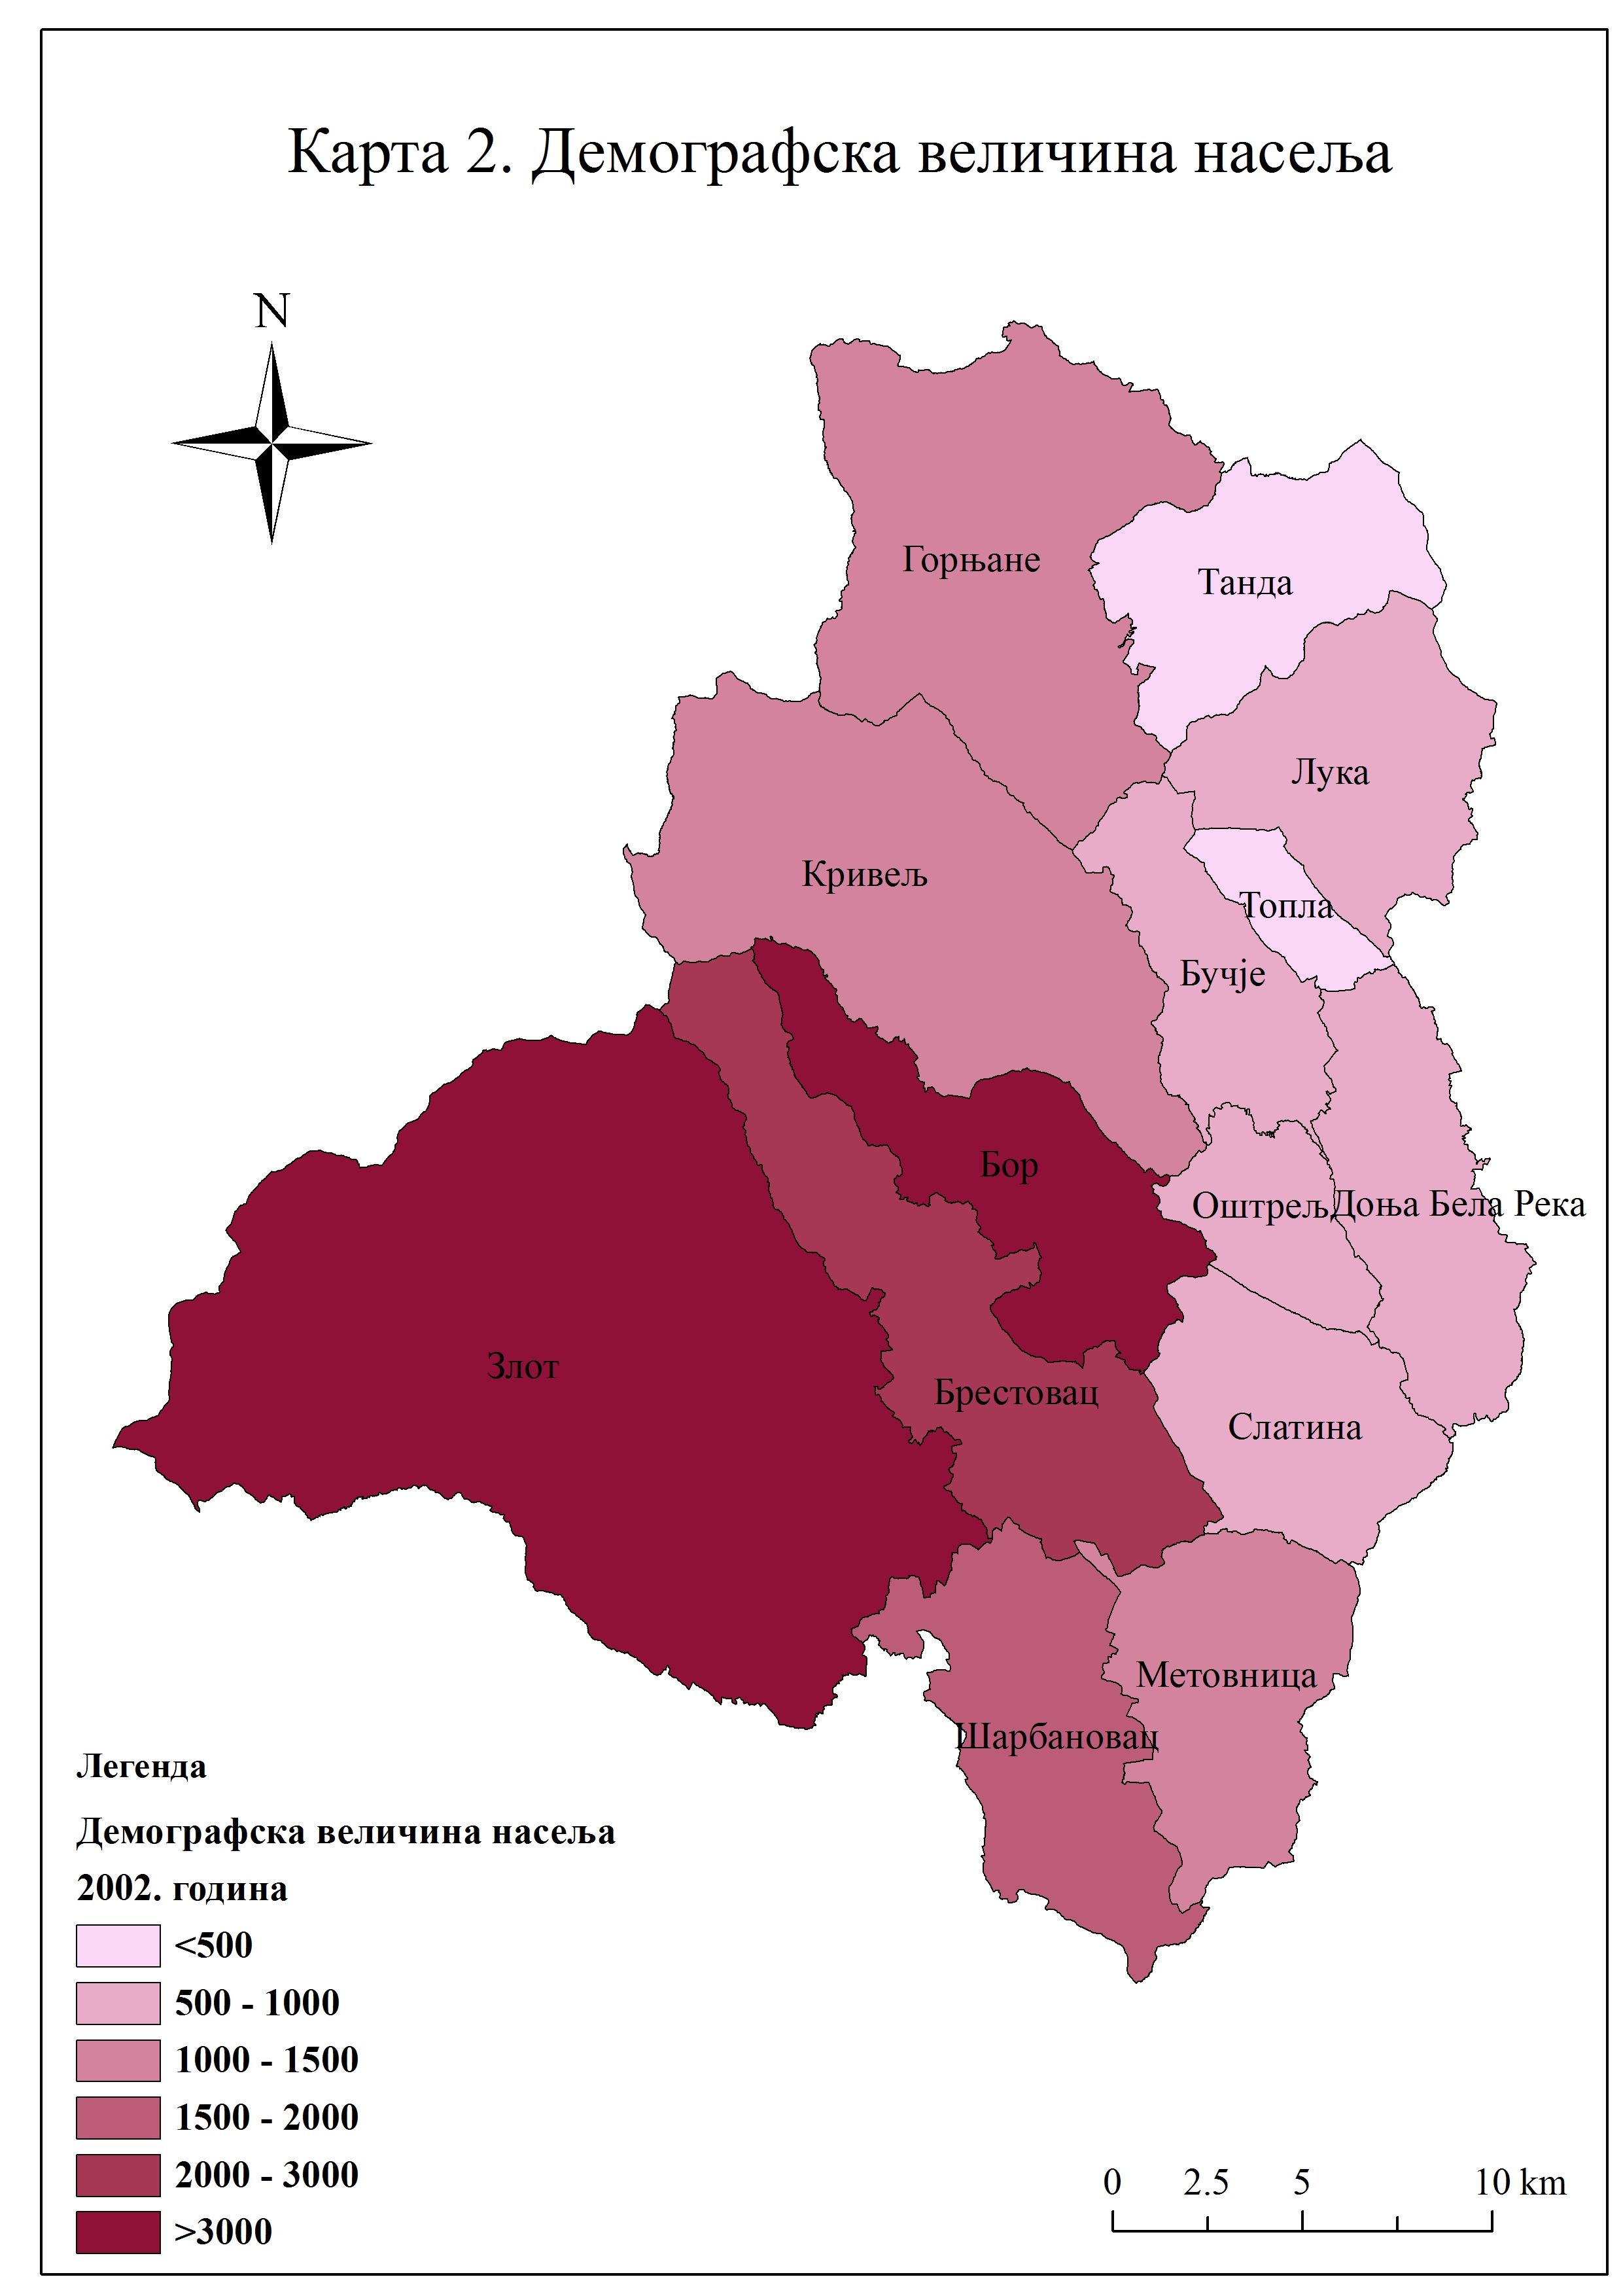 Карта 2. Демографска величина насеља
N
Горњане
Танда
Лука
Кривељ
Топла
Бучје
Бор
Оштрељ
Доња Бела Река
Злот
Брестовац
Слатина
Метовница
Шарбановац
Легенда
Демографска величина насеља
2002. година
<500
500 - 1000
1000 - 1500
1500 - 2000
2000 - 3000
>3000
0 2.5 5 10 km